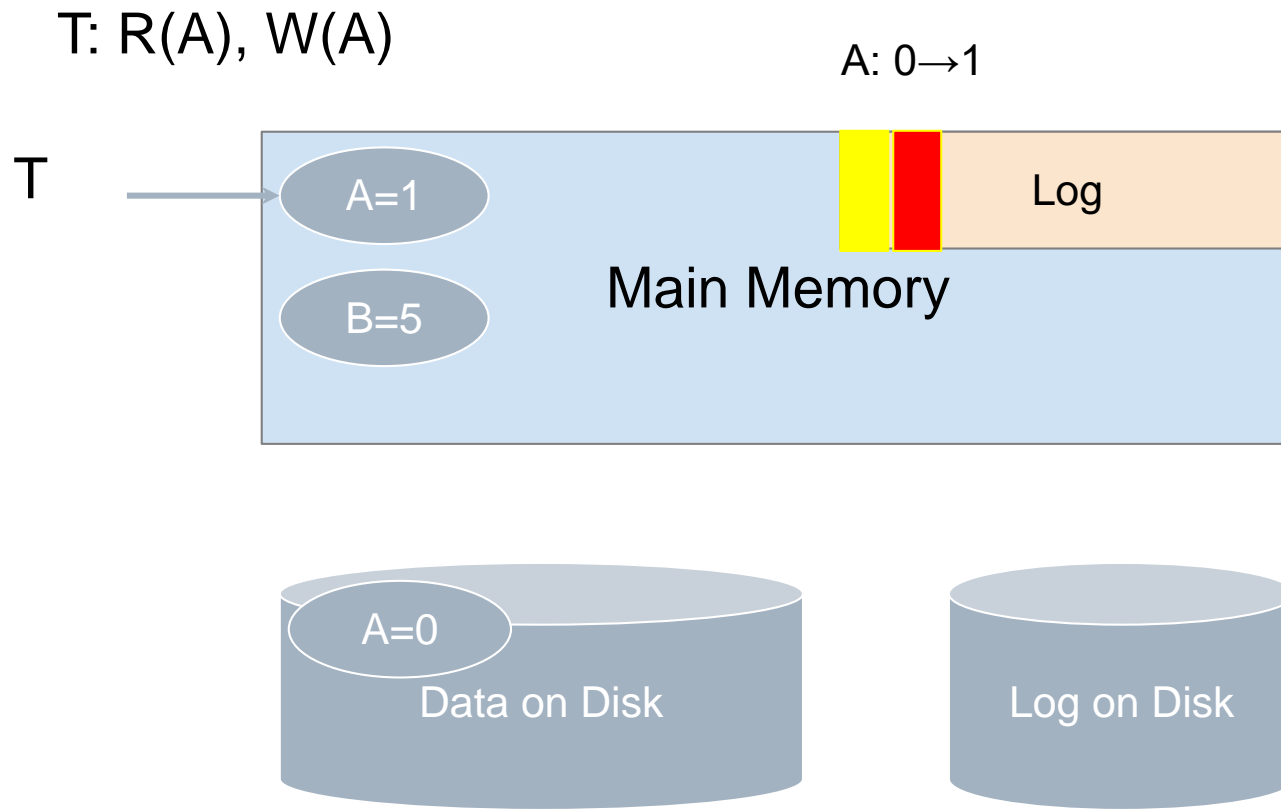 T: R(A), W(A)
A: 0→1
T
A=1
Log
B=5
Main Memory
A=0
Data on Disk
Log on Disk